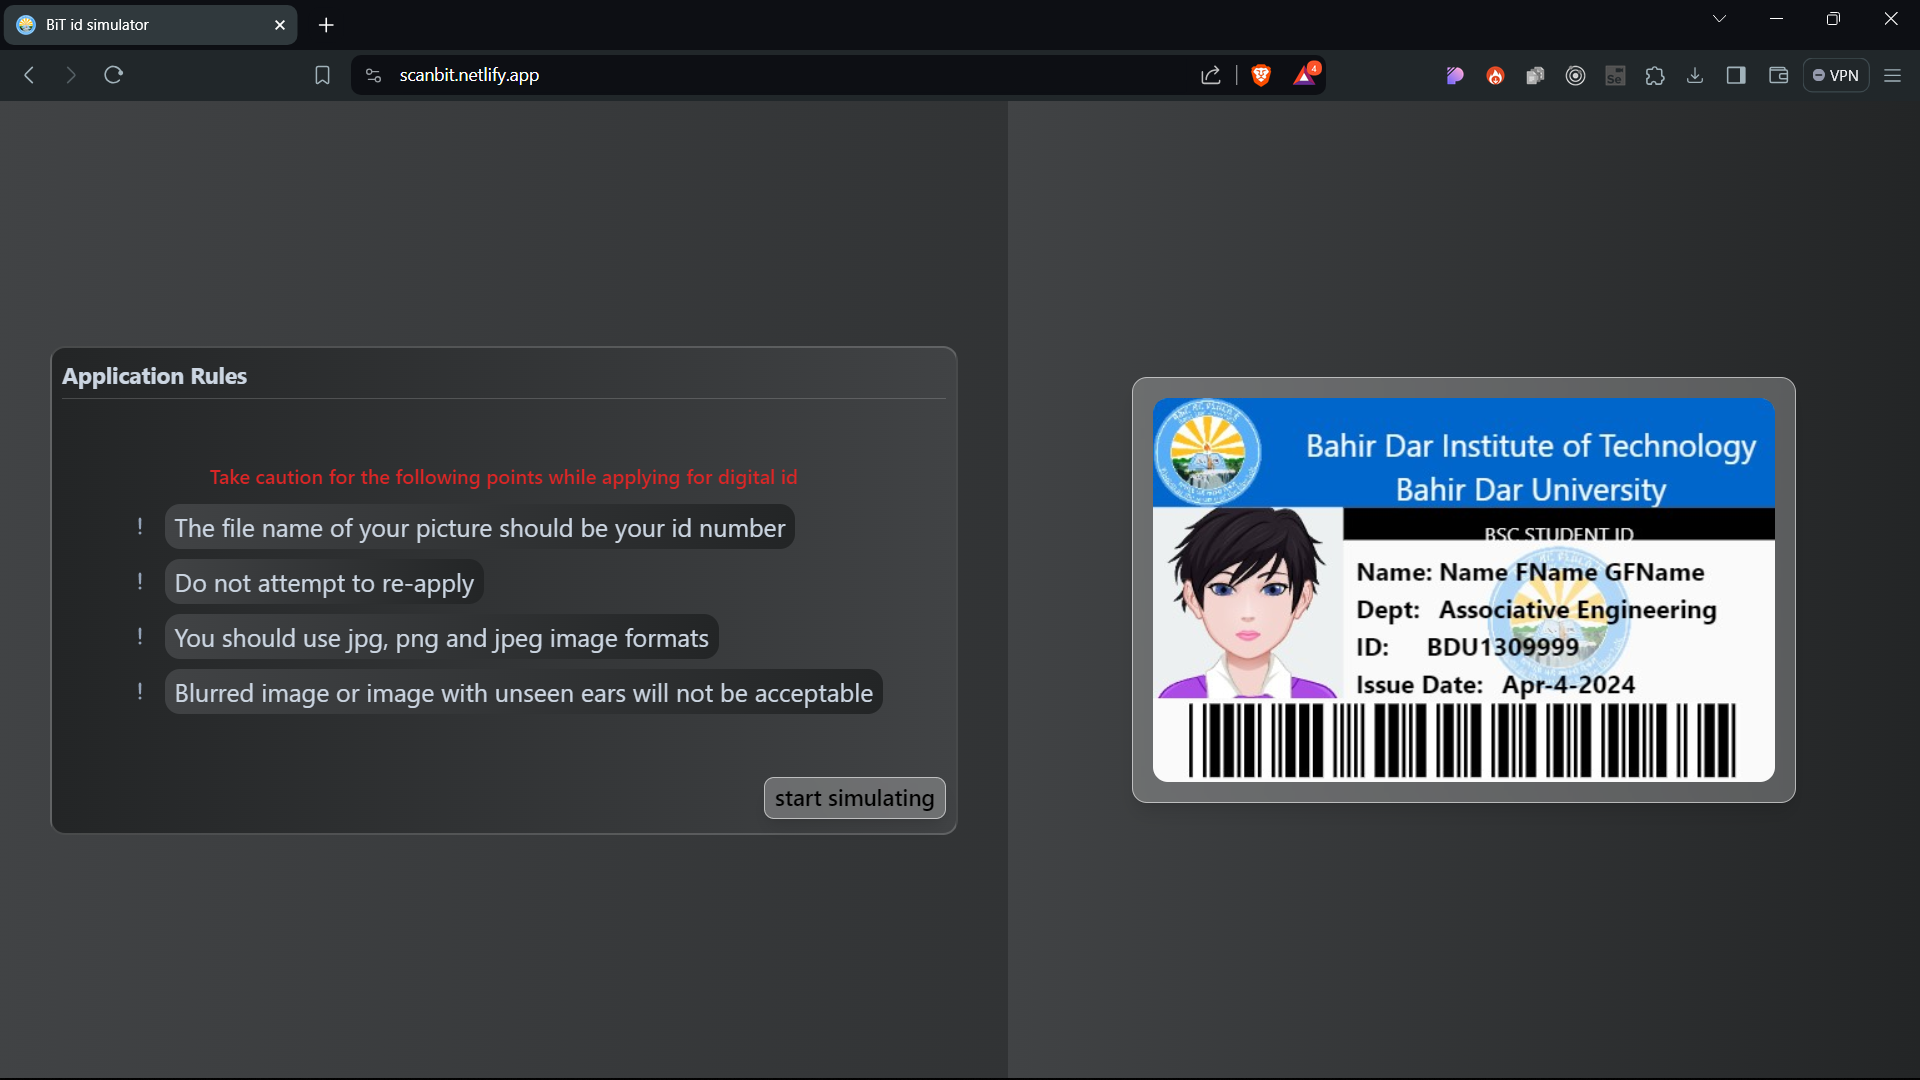 BiT id simulator
scanbit.netlify.app
4
Se
VPN
Application Rules
Take caution for the following points while applying for digital id
! The file name of your picture should be your id number
! Do not attempt to re-apply
! You should use jpg, png and jpeg image formats
! Blurred image or image with unseen ears will not be acceptable
start simulating
Bahir Dar Institute of Technology
Bahir Dar University
BSC STUDENT ID
Name: Name FName GFName
Dept: Associative Engineering
ID: BDU1309999
Issue Date: Apr-4-2024